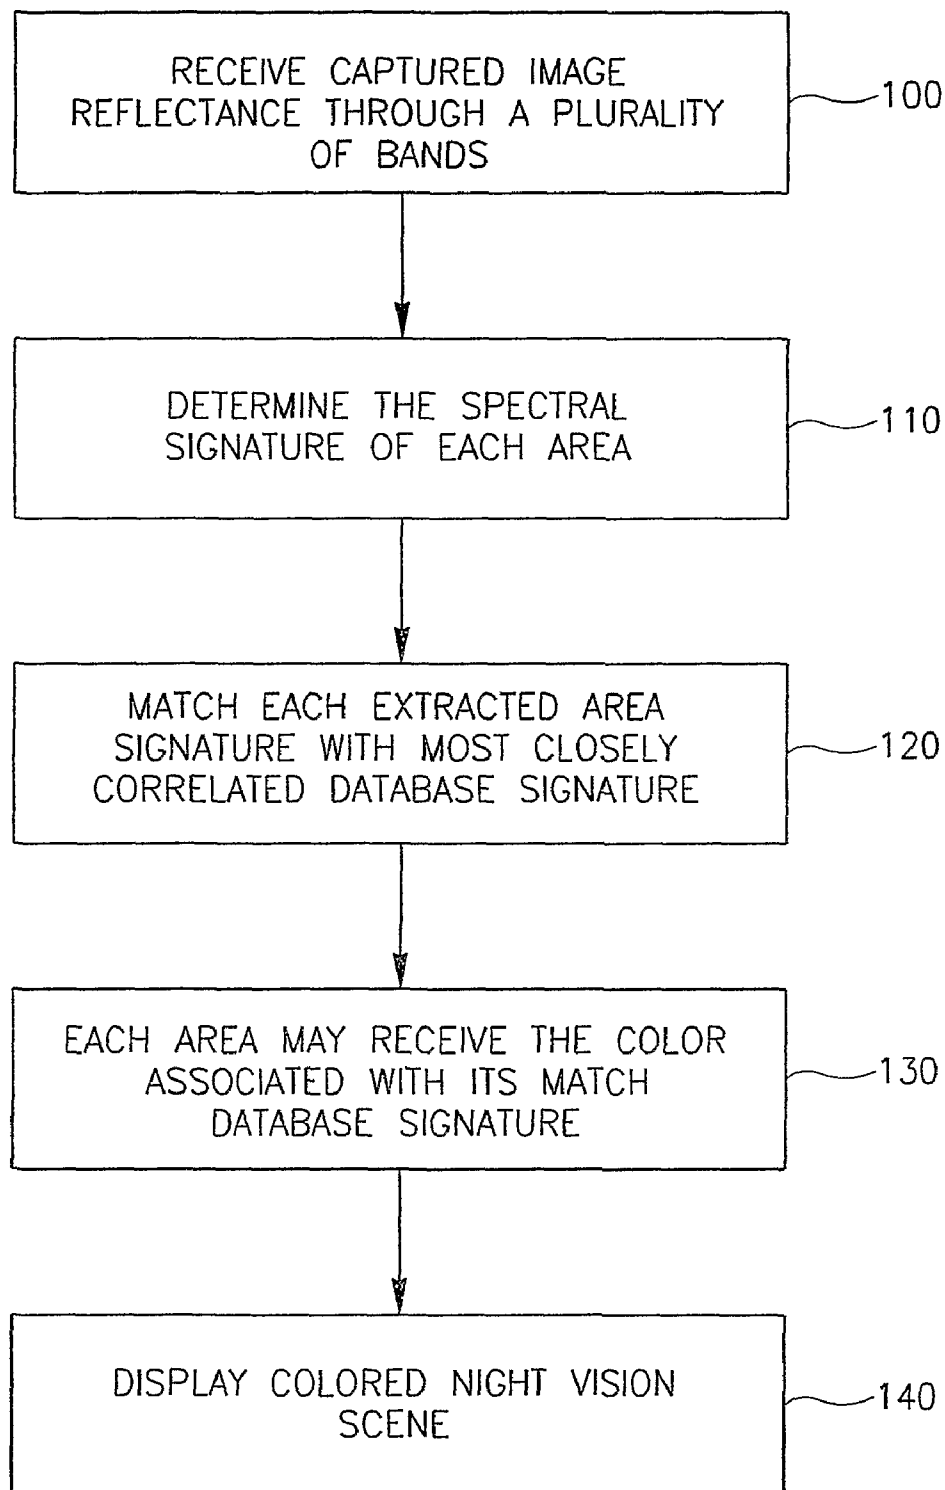 RECEIVE CAPTURED IMAGE
REFLECTANCE THROUGH A PLURALITY
OF BANDS
100
DETERMINE THE SPECTRAL
SIGNATURE OF EACH AREA
110
MATCH EACH EXTRACTED AREA
SIGNATURE WITH MOST CLOSELY
CORRELATED DATABASE SIGNATURE
120
EACH AREA MAY RECEIVE THE COLOR
ASSOCIATED WITH ITS MATCH
DATABASE SIGNATURE
130
DISPLAY COLORED NIGHT VISION
SCENE
140